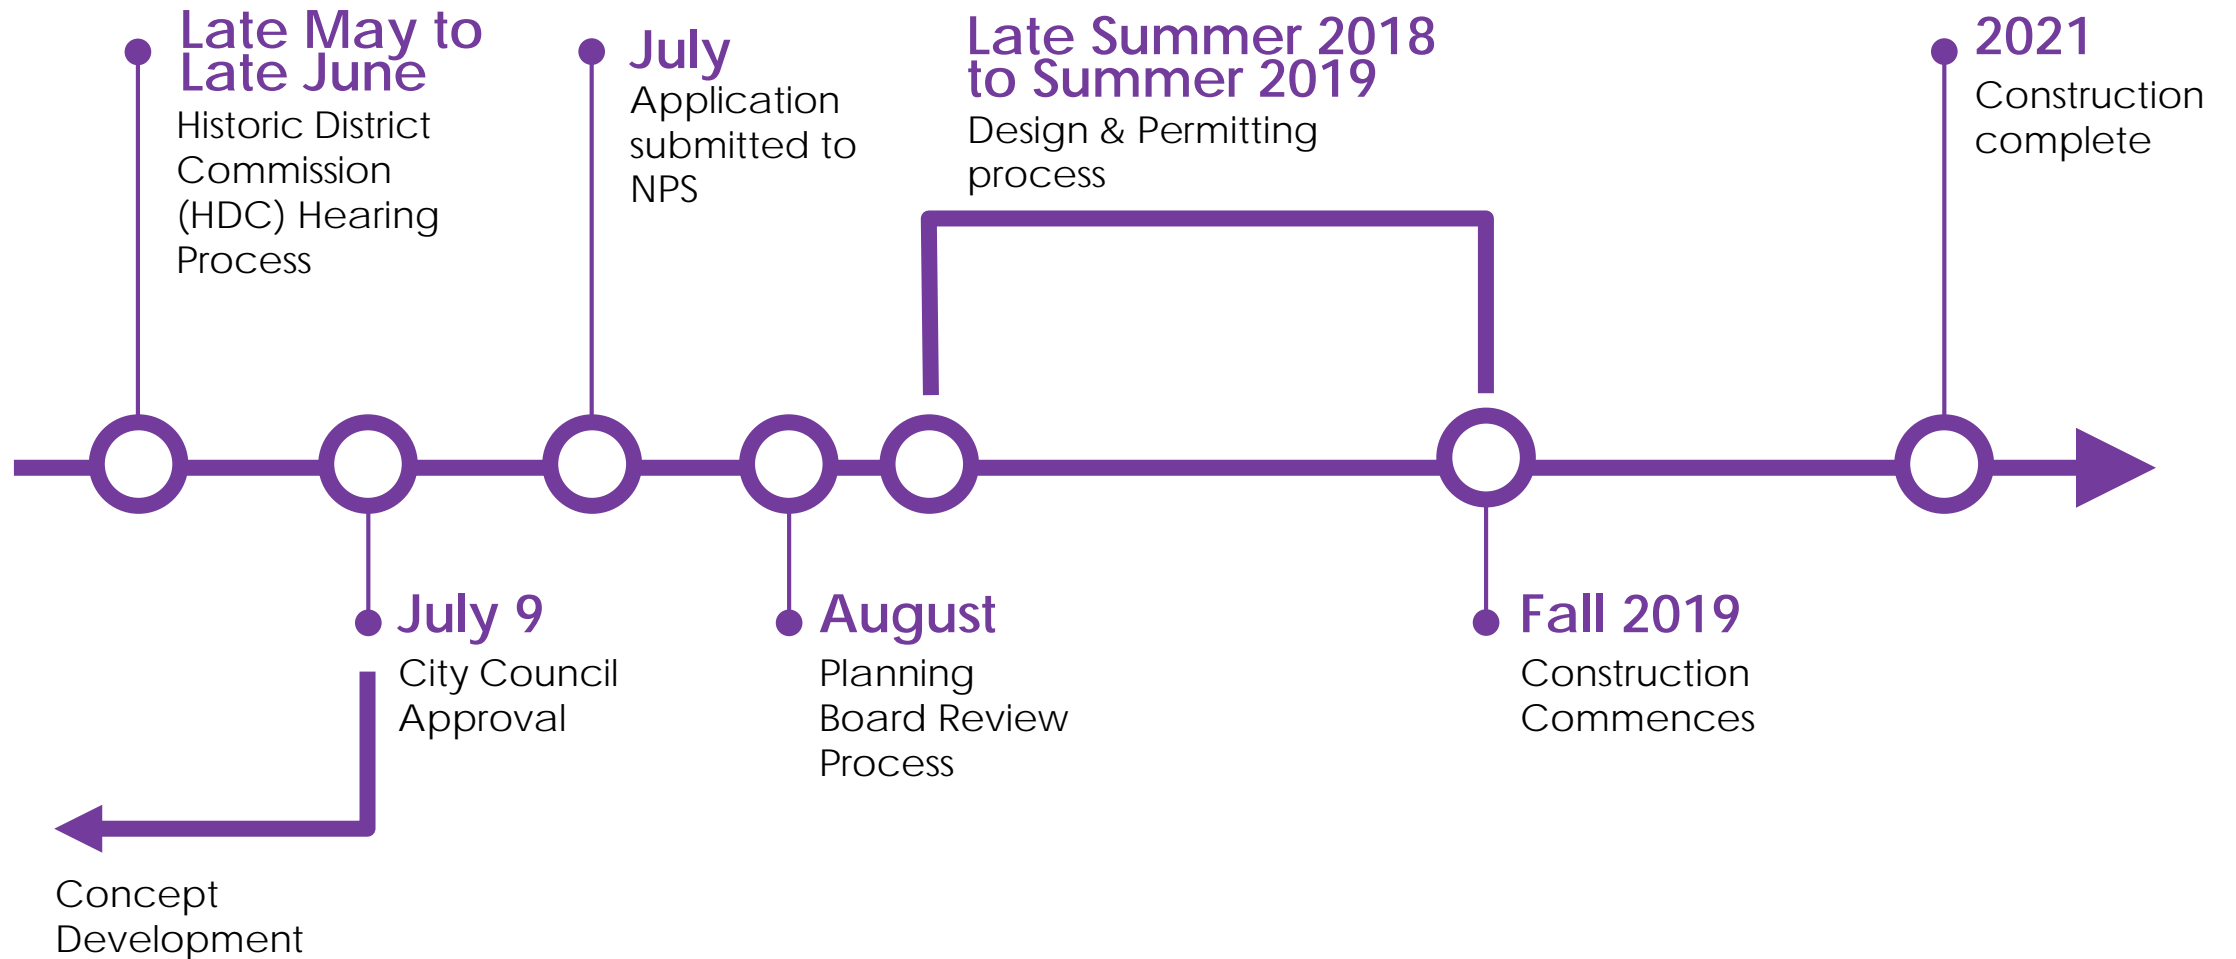 Late May to
Late June
Historic District
Commission
(HDC) Hearing
Process
July
Application
submitted to
NPS
Late Summer 2018
to Summer 2019
Design & Permitting
process
2021
Construction
complete
July 9
City Council
Approval
August
Planning
Board Review
Process
Fall 2019
Construction
Commences
Concept
Development